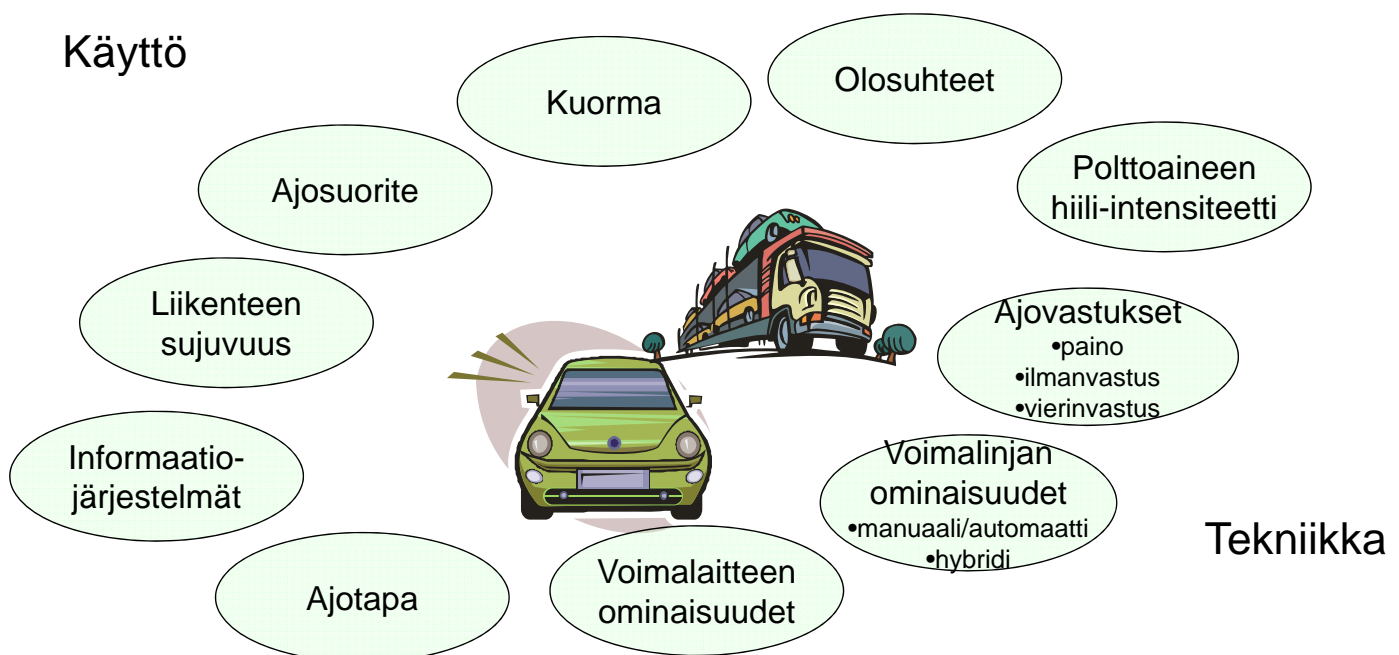 Käyttö
Kuorma
Olosuhteet
Ajosuorite
Polttoaineen
hiili-intensiteetti
Liikenteen
sujuvuus
Ajovastukset
•paino
•ilmanvastus
•vierinvastus
Informaatio-
järjestelmät
Voimalinjan
ominaisuudet
•manuaali/automaatti
•hybridi
Tekniikka
Ajotapa
Voimalaitteen
ominaisuudet